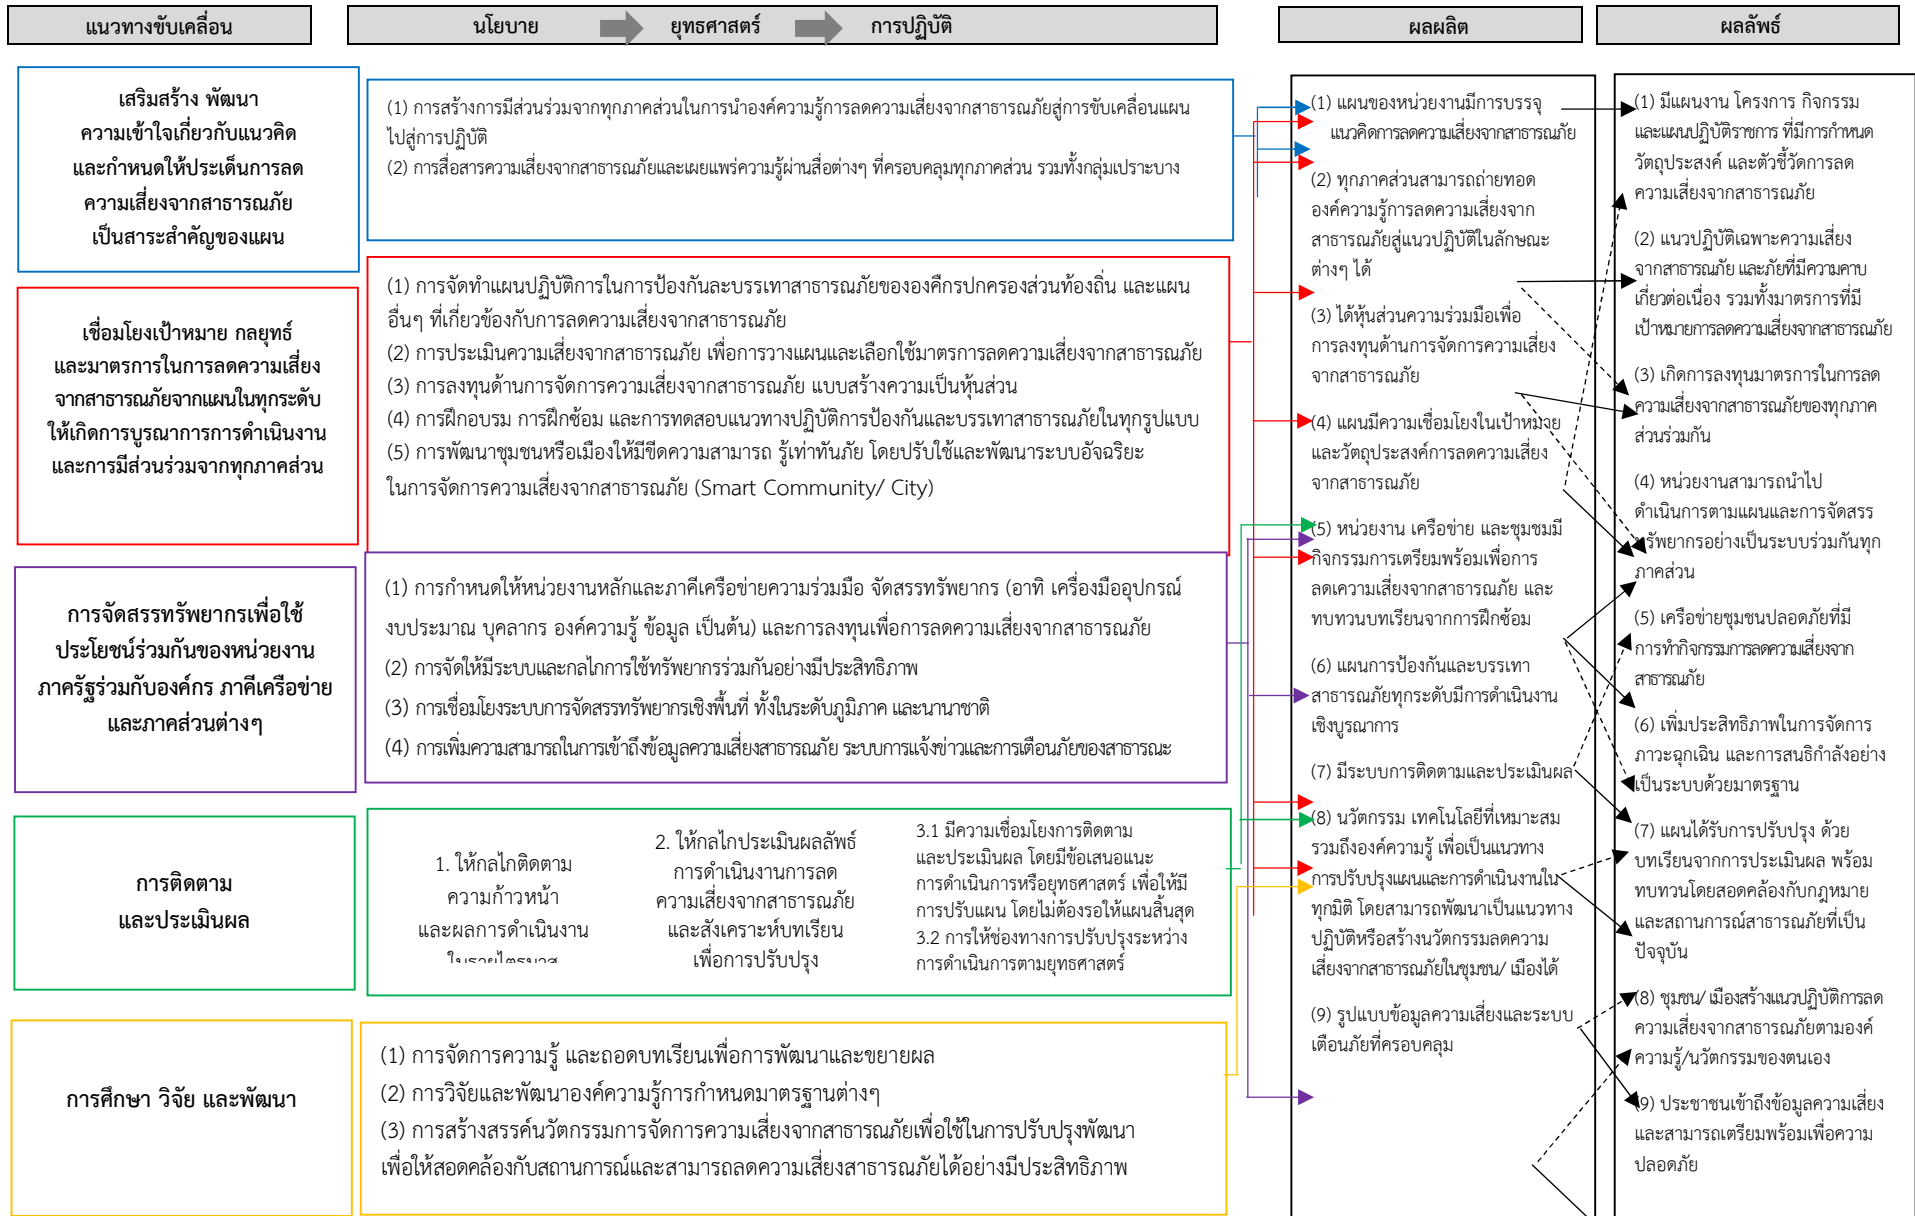 แนวทางขับเคลื่อน
นโยบาย
ยุทธศาสตร์
การปฏิบัติ
ผลผลิต
ผลลัพธ์
เสริมสร้าง พัฒนา
ความเข้าใจเกี่ยวกับแนวคิด
และกำหนดให้ประเด็นการลด
ความเสี่ยงจากสาธารณภัย
เป็นสาระสำคัญของแผน
(1) การสร้างการมีส่วนร่วมจากทุกภาคส่วนในการนำองค์ความรู้การลดความเสี่ยงจากสาธารณภัยสู่การขับเคลื่อนแผน
ไปสู่การปฏิบัติ
(2) การสื่อสารความเสี่ยงจากสาธารณภัยและเผยแพร่ความรู้ผ่านสื่อต่างๆ ที่ครอบคลุมทุกภาคส่วน รวมทั้งกลุ่มเปราะบาง
เชื่อมโยงเป้าหมาย กลยุทธ์
และมาตรการในการลดความเสี่ยง
จากสาธารณภัยจากแผนในทุกระดับ
ให้เกิดการบูรณาการการดำเนินงาน
และการมีส่วนร่วมจากทุกภาคส่วน
(1) การจัดทำแผนปฏิบัติการในการป้องกันละบรรเทาสาธารณภัยขององค์กรปกครองส่วนท้องถิ่น และแผน
อื่นๆ ที่เกี่ยวข้องกับการลดความเสี่ยงจากสาธารณภัย
(2) การประเมินความเสี่ยงจากสาธารณภัย เพื่อการวางแผนและเลือกใช้มาตรการลดความเสี่ยงจากสาธารณภัย
(3) การลงทุนด้านการจัดการความเสี่ยงจากสาธารณภัย แบบสร้างความเป็นหุ้นส่วน
(4) การฝึกอบรม การฝึกซ้อม และการทดสอบแนวทางปฏิบัติการป้องกันและบรรเทาสาธารณภัยในทุกรูปแบบ
(5) การพัฒนาชุมชนหรือเมืองให้มีขีดความสามารถ รู้เท่าทันภัย โดยปรับใช้และพัฒนาระบบอัจฉริยะ
ในการจัดการความเสี่ยงจากสาธารณภัย (Smart Community/ City)
การจัดสรรทรัพยากรเพื่อใช้
ประโยชน์ร่วมกันของหน่วยงาน
ภาครัฐร่วมกับองค์กร ภาคีเครือข่าย
และภาคส่วนต่างๆ
(1) การกำหนดให้หน่วยงานหลักและภาคีเครือข่ายความร่วมมือ จัดสรรทรัพยากร (อาทิ เครื่องมืออุปกรณ์
งบประมาณ บุคลากร องค์ความรู้ ข้อมูล เป็นต้น) และการลงทุนเพื่อการลดความเสี่ยงจากสาธารณภัย
(2) การจัดให้มีระบบและกลไกการใช้ทรัพยากรร่วมกันอย่างมีประสิทธิภาพ
(3) การเชื่อมโยงระบบการจัดสรรทรัพยากรเชิงพื้นที่ ทั้งในระดับภูมิภาค และนานาชาติ
(4) การเพิ่มความสามารถในการเข้าถึงข้อมูลความเสี่ยงสาธารณภัย ระบบการแจ้งข่าวและการเตือนภัยของสาธารณะ
การติดตาม
และประเมินผล
1. ให้กลไกติดตาม
ความก้าวหน้า
และผลการดำเนินงาน
2. ให้กลไกประเมินผลลัพธ์
การดำเนินงานการลด
ความเสี่ยงจากสาธารณภัย
และสังเคราะห์บทเรียน
เพื่อการปรับปรุง
3.1 มีความเชื่อมโยงการติดตาม
และประเมินผล โดยมีข้อเสนอแนะ
การดำเนินการหรือยุทธศาสตร์ เพื่อให้มี
การปรับแผน โดยไม่ต้องรอให้แผนสิ้นสุด
3.2 การให้ช่องทางการปรับปรุงระหว่าง
การดำเนินการตามยุทธศาสตร์
การศึกษา วิจัย และพัฒนา
(1) การจัดการความรู้ และถอดบทเรียนเพื่อการพัฒนาและขยายผล
(2) การวิจัยและพัฒนาองค์ความรู้การกำหนดมาตรฐานต่างๆ
(3) การสร้างสรรค์นวัตกรรมการจัดการความเสี่ยงจากสาธารณภัยเพื่อใช้ในการปรับปรุงพัฒนา
เพื่อให้สอดคล้องกับสถานการณ์และสามารถลดความเสี่ยงสาธารณภัยได้อย่างมีประสิทธิภาพ
(1) แผนของหน่วยงานมีการบรรจุ
แนวคิดการลดความเสี่ยงจากสาธารณภัย
(2) ทุกภาคส่วนสามารถถ่ายทอด
องค์ความรู้การลดความเสี่ยงจาก
สาธารณภัยสู่แนวปฏิบัติในลักษณะ
ต่างๆ ได้
(3) ได้หุ้นส่วนความร่วมมือเพื่อ
การลงทุนด้านการจัดการความเสี่ยง
จากสาธารณภัย
(4) แผนมีความเชื่อมโยงในเป้าหมาย
และวัตถุประสงค์การลดความเสี่ยง
จากสาธารณภัย
(5) หน่วยงาน เครือข่าย และชุมชนมี
กิจกรรมการเตรียมพร้อมเพื่อการ
ลดเความเสี่ยงจากสาธารณภัย และ
ทบทวนบทเรียนจากการฝึกซ้อม
(6) แผนการป้องกันและบรรเทา
สาธารณภัยทุกระดับมีการดำเนินงาน
เชิงบูรณาการ
(7) มีระบบการติดตามและประเมินผล
(8) นวัตกรรม เทคโนโลยีที่เหมาะสม
รวมถึงองค์ความรู้ เพื่อเป็นแนวทาง
การปรับปรุงแผนและการดำเนินงานใน
ทุกมิติ โดยสามารถพัฒนาเป็นแนวทาง
ปฏิบัติหรือสร้างนวัตกรรมลดความ
เสี่ยงจากสาธารณภัยในชุมชน/ เมืองได้
(9) รูปแบบข้อมูลความเสี่ยงและระบบ
เตือนภัยที่ครอบคลุม
(1) มีแผนงาน โครงการ กิจกรรม
และแผนปฏิบัติราชการ ที่มีการกำหนด
วัตถุประสงค์ และตัวชี้วัดการลด
ความเสี่ยงจากสาธารณภัย
(2) แนวปฏิบัติเฉพาะความเสี่ยง
จากสาธารณภัย และภัยที่มีความคาบ
เกี่ยวต่อเนื่อง รวมทั้งมาตรการที่มี
เป้าหมายการลดความเสี่ยงจากสาธารณภัย
(3) เกิดการลงทุนมาตรการในการลด
ความเสี่ยงจากสาธารณภัยของทุกภาค
ส่วนร่วมกัน
(4) หน่วยงานสามารถนำไป
ดำเนินการตามแผนและการจัดสรร
ทรัพยากรอย่างเป็นระบบร่วมกันทุก
ภาคส่วน
(5) เครือข่ายชุมชนปลอดภัยที่มี
การทำกิจกรรมการลดความเสี่ยงจาก
สาธารณภัย
(6) เพิ่มประสิทธิภาพในการจัดการ
ภาวะฉุกเฉิน และการสนธิกำลังอย่าง
เป็นระบบด้วยมาตรฐาน
(7) แผนได้รับการปรับปรุง ด้วย
บทเรียนจากการประเมินผล พร้อม
ทบทวนโดยสอดคล้องกับกฎหมาย
และสถานการณ์สาธารณภัยที่เป็น
ปัจจุบัน
(8) ชุมชน/ เมืองสร้างแนวปฏิบัติการลด
ความเสี่ยงจากสาธารณภัยตามองค์
ความรู้/นวัตกรรมของตนเอง
(9) ประชาชนเข้าถึงข้อมูลความเสี่ยง
และสามารถเตรียมพร้อมเพื่อความ
ปลอดภัย